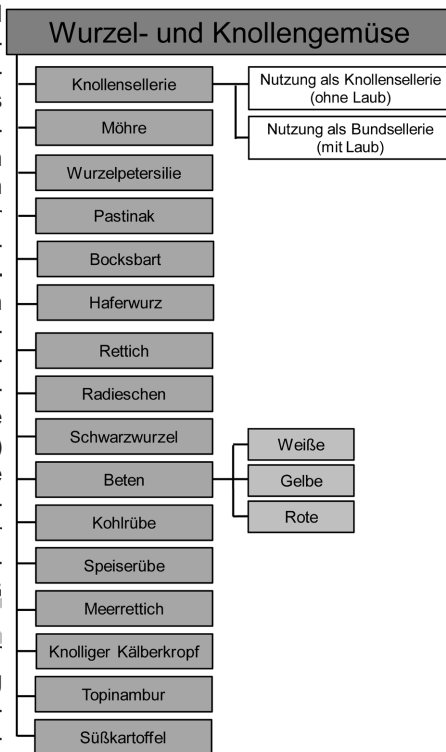 Wurzel- und Knollengemüse
Knollensellerie
Nutzung als Knollensellerie
(ohne Laub)
Nutzung als Bundsellerie
(mit Laub)
Möhre
Wurzelpetersilie
Pastinak
Bocksbart
Haferwurz
Rettich
Radieschen
Schwarzwurzel
Beten
Weiße
Gelbe
Rote
Kohlrübe
Speiserübe
Meerrettich
Knolliger Kälberkropf
Topinambur
Süßkartoffel